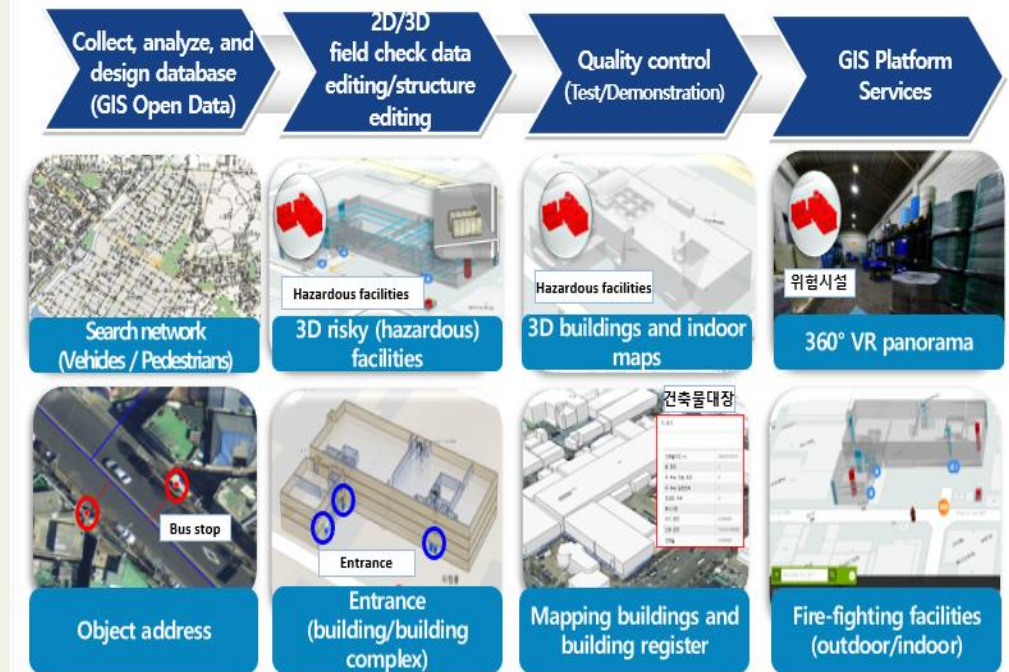 Collect, analyze, and
design database
(GIS Open Data)
2D/3D
field check data
editing/structure
editing
Quality control
(Test/Demonstration)
GIS Platform
Services
Hazardous facilities
Hazardous facilities
위험시설
Search network
(Vehicles / Pedestrians)
3D risky (hazardous)
facilities
3D buildings and indoor
maps
360° VR panorama
Bus stop
Entrance
건축물대장
Object address
Entrance
(building/building
complex)
Mapping buildings and
building register
Fire-fighting facilities
(outdoor/indoor)